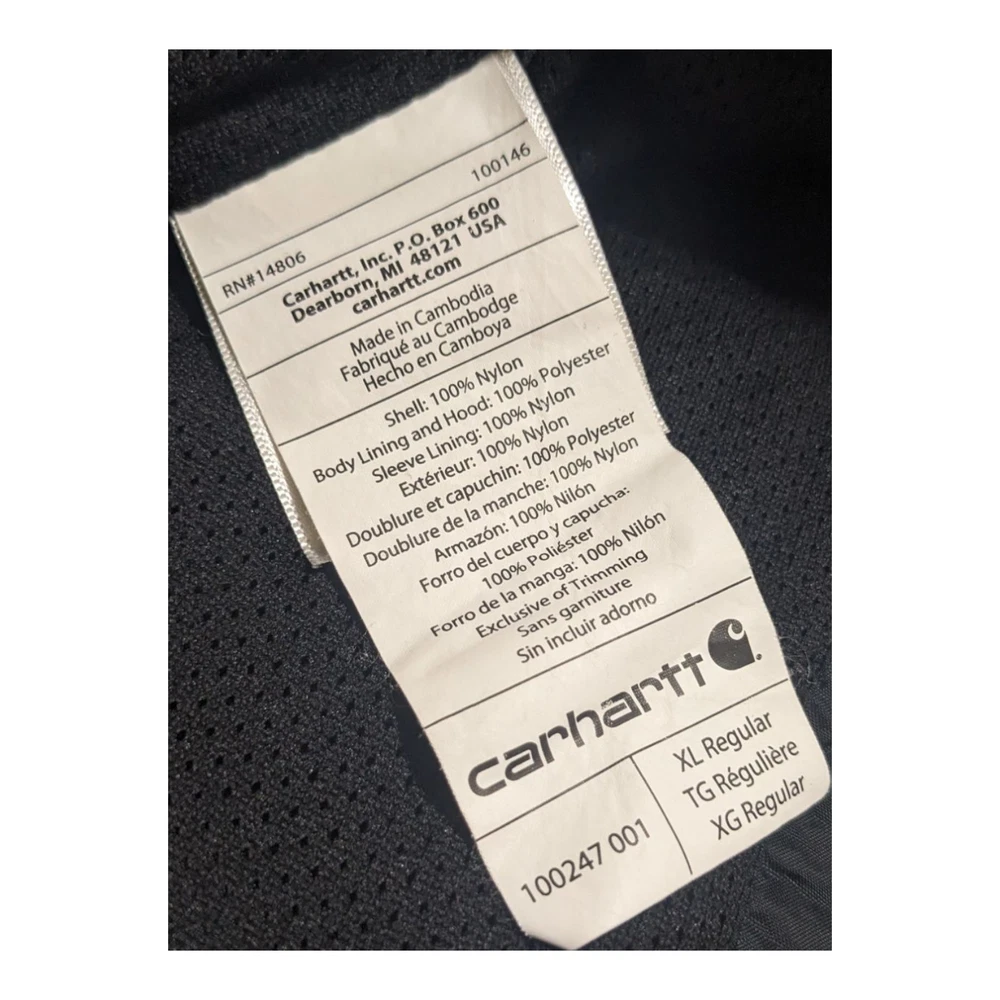 RN#14806 100146
Carhartt, Inc. P.O. Box 600
Dearborn, MI 48121 USA
carhartt.com
Made in Cambodia
Fabriqué au Cambodge
Hecho en Camboya
Shell: 100% Nylon
Body Lining and Hood: 100% Polyester
Sleeve Lining: 100% Nylon
Extérieur: 100% Nylon
Doublure et capuchin: 100% Polyester
Doublure de la manche: 100% Nylon
Armazón: 100% Nilón
Forro del cuerpo y capucha:
100% Poliéster
Forro de la manga: 100% Nilón
Exclusive of Trimming
Sans garniture
Sin incluir adorno
carhartt
100247 001
XL Regular
TG Régulière
XG Regular